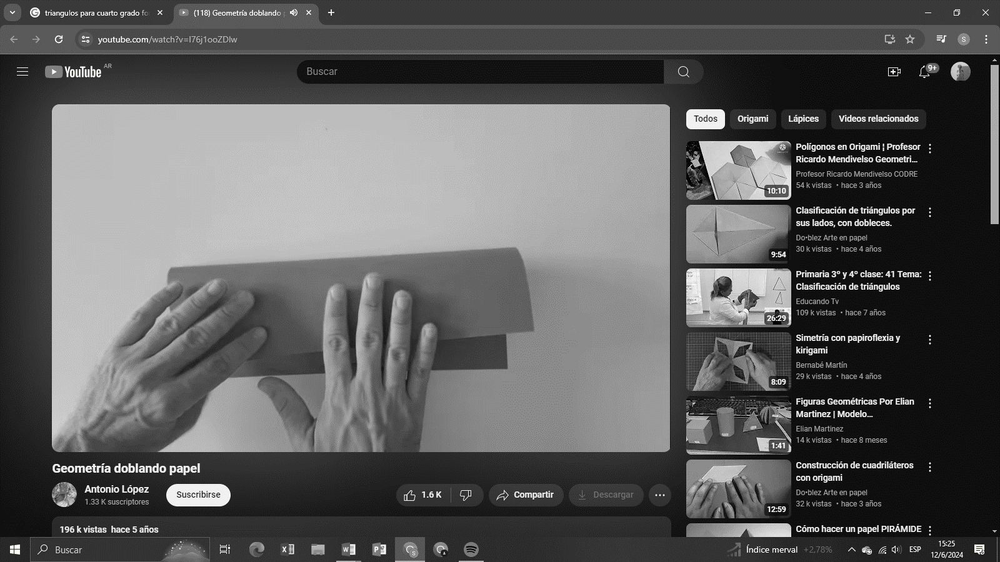 triangulos para cuarto grado fo
(118) Geometría doblando
youtube.com/watch?v=I76j1ooZDlw
S
YouTube
AR
Buscar
9+
Todos
Origami
Lápices
Videos relacionados
Polígonos en Origami ¦ Profesor
Ricardo Mendivelso Geometri...
Profesor Ricardo Mendivelso CODRE
54 k vistas • hace 3 años
10:10
Clasificación de triángulos por
sus lados, con dobleces.
Do•blez Arte en papel
30 k vistas • hace 4 años
9:54
Primaria 3º y 4º clase: 41 Tema:
Clasificación de triángulos
Educando Tv
109 k vistas • hace 7 años
26:29
Simetría con papiroflexia y
kirigami
Bernabé Martín
29 k vistas • hace 4 años
8:09
Figuras Geométricas Por Elian
Martinez | Modelo...
Elian Martinez
14 k vistas • hace 8 meses
1:41
Construcción de cuadriláteros
con origami
Do•blez Arte en papel
32 k vistas • hace 3 años
12:59
Cómo hacer un papel PIRÁMIDE
Geometría doblando papel
Antonio López
1.33 K suscriptores
Suscribirse
1.6 K
Compartir
Descargar
196 k vistas hace 5 años
Buscar
Índice merval +2,78%
ESP
15:25
12/6/2024